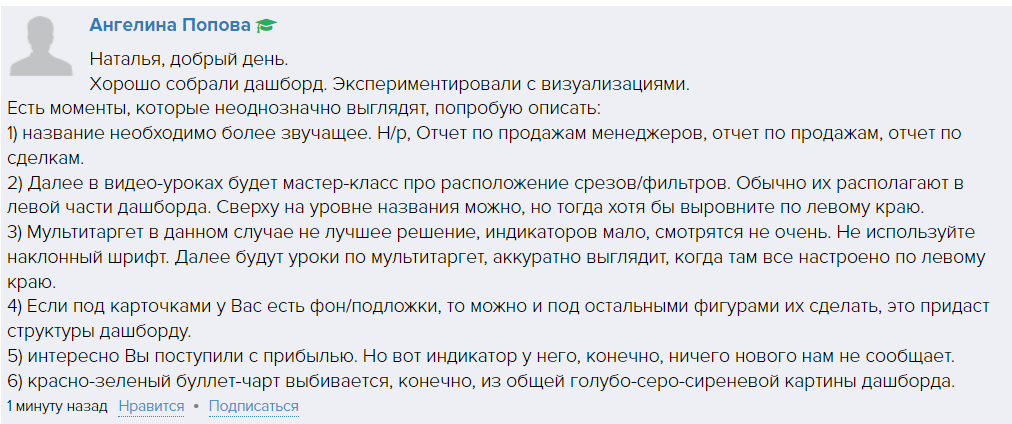 Ангелина Попова
Наталья, добрый день.
Хорошо собрали дашборд. Экспериментировали с визуализациями.
Есть моменты, которые неоднозначно выглядят, попробую описать:
1) название необходимо более звучащее. Н/р, Отчет по продажам менеджеров, отчет по продажам, отчет по
сделкам.
2) Далее в видео-уроках будет мастер-класс про расположение срезов/фильтров. Обычно их располагают в
левой части дашборда. Сверху на уровне названия можно, но тогда хотя бы выровните по левому краю.
3) Мультитаргет в данном случае не лучшее решение, индикаторов мало, смотрятся не очень. Не используйте
наклонный шрифт. Далее будут уроки по мультитаргет, аккуратно выглядит, когда там все настроено по левому
краю.
4) Если под карточками у Вас есть фон/подложки, то можно и под остальными фигурами их сделать, это придаст
структуры дашборду.
5) интересно Вы поступили с прибылью. Но вот индикатор у него, конечно, ничего нового нам не сообщает.
6) красно-зеленый буллет-чарт выбивается, конечно, из общей голубо-серо-сиреневой картины дашборда.
1 минуту назад Нравится • Подписаться